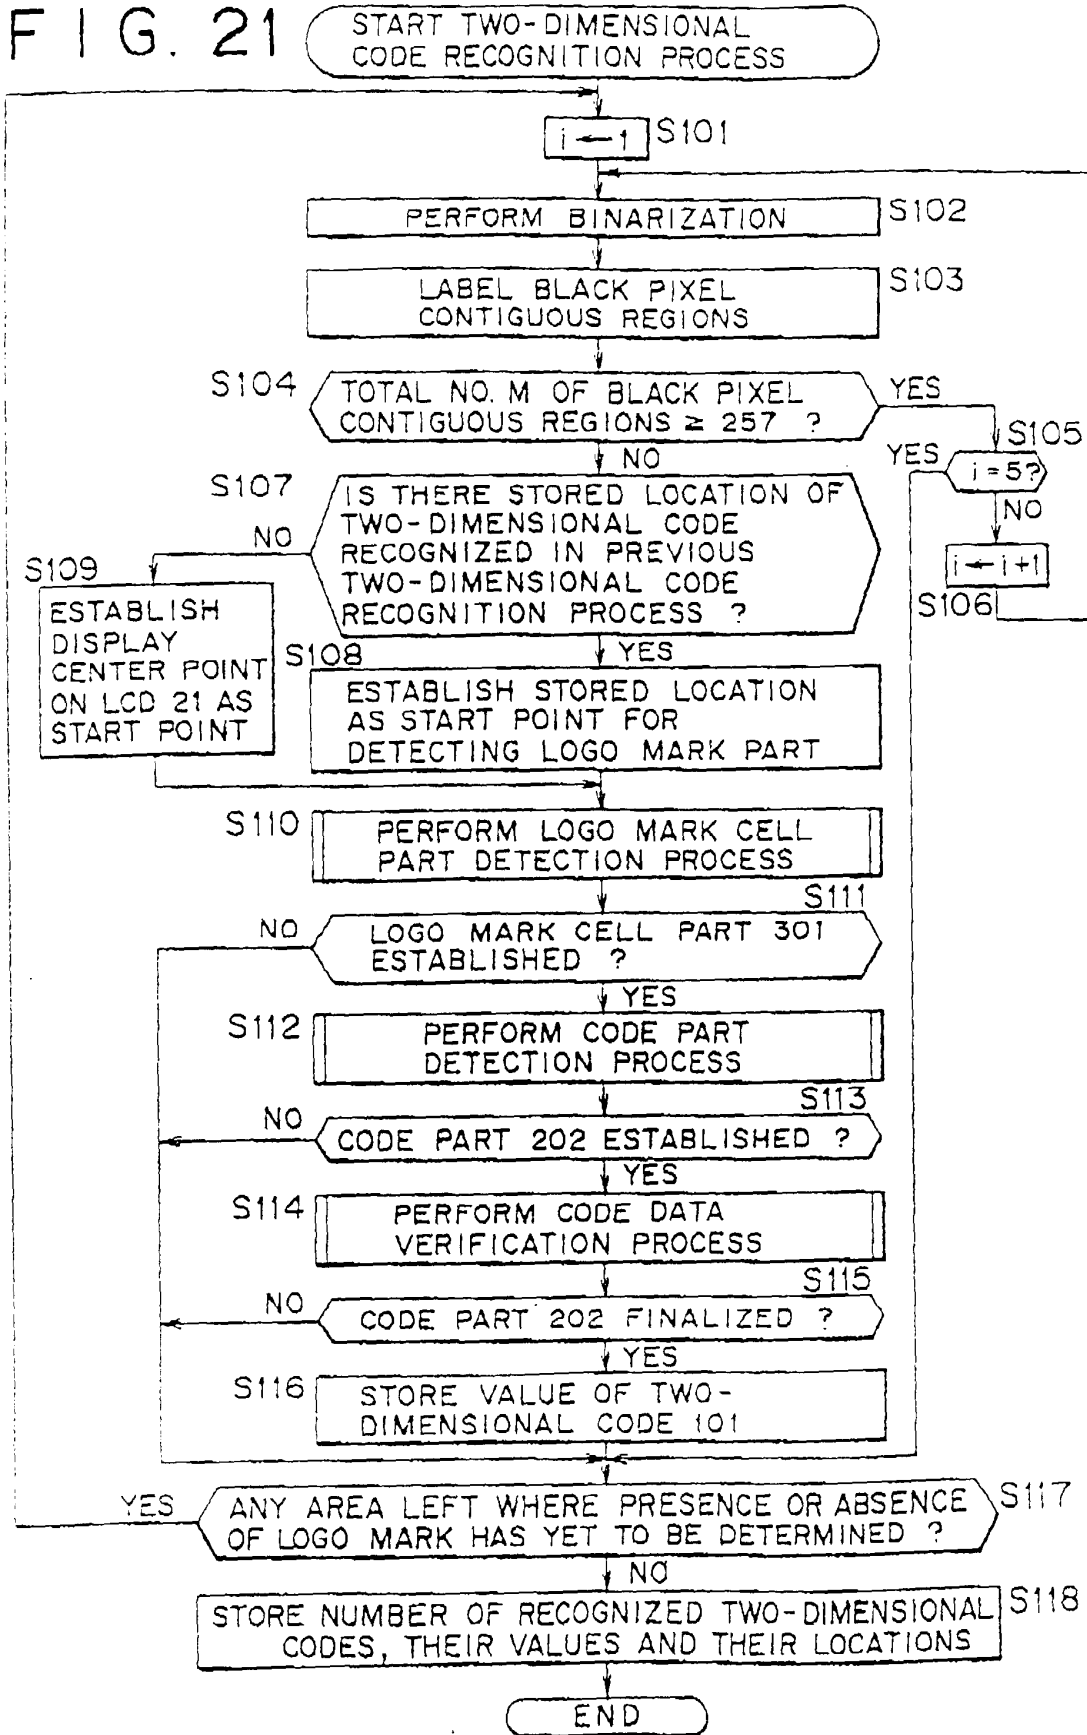 FIG. 21
START TWO-DIMENSIONAL
CODE RECOGNITION PROCESS
i ← 1
S101
PERFORM BINARIZATION
S102
LABEL BLACK PIXEL
CONTIGUOUS REGIONS
S103
S104
TOTAL NO. M OF BLACK PIXEL
CONTIGUOUS REGIONS ≥ 257 ?
YES
NO
S105
YES
i = 5?
NO
i ← i+1
S106
S107
IS THERE STORED LOCATION OF
TWO-DIMENSIONAL CODE
RECOGNIZED IN PREVIOUS
TWO-DIMENSIONAL CODE
RECOGNITION PROCESS ?
NO
YES
S109
ESTABLISH
DISPLAY
CENTER POINT
ON LCD 21 AS
START POINT
S108
ESTABLISH STORED LOCATION
AS START POINT FOR
DETECTING LOGO MARK PART
S110
PERFORM LOGO MARK CELL
PART DETECTION PROCESS
S111
NO
LOGO MARK CELL PART 301
ESTABLISHED ?
YES
S112
PERFORM CODE PART
DETECTION PROCESS
S113
NO
CODE PART 202 ESTABLISHED ?
YES
S114
PERFORM CODE DATA
VERIFICATION PROCESS
S115
NO
CODE PART 202 FINALIZED ?
YES
S116
STORE VALUE OF TWO-
DIMENSIONAL CODE 101
YES
ANY AREA LEFT WHERE PRESENCE OR ABSENCE
OF LOGO MARK HAS YET TO BE DETERMINED ?
S117
NO
STORE NUMBER OF RECOGNIZED TWO-DIMENSIONAL
CODES, THEIR VALUES AND THEIR LOCATIONS
S118
END